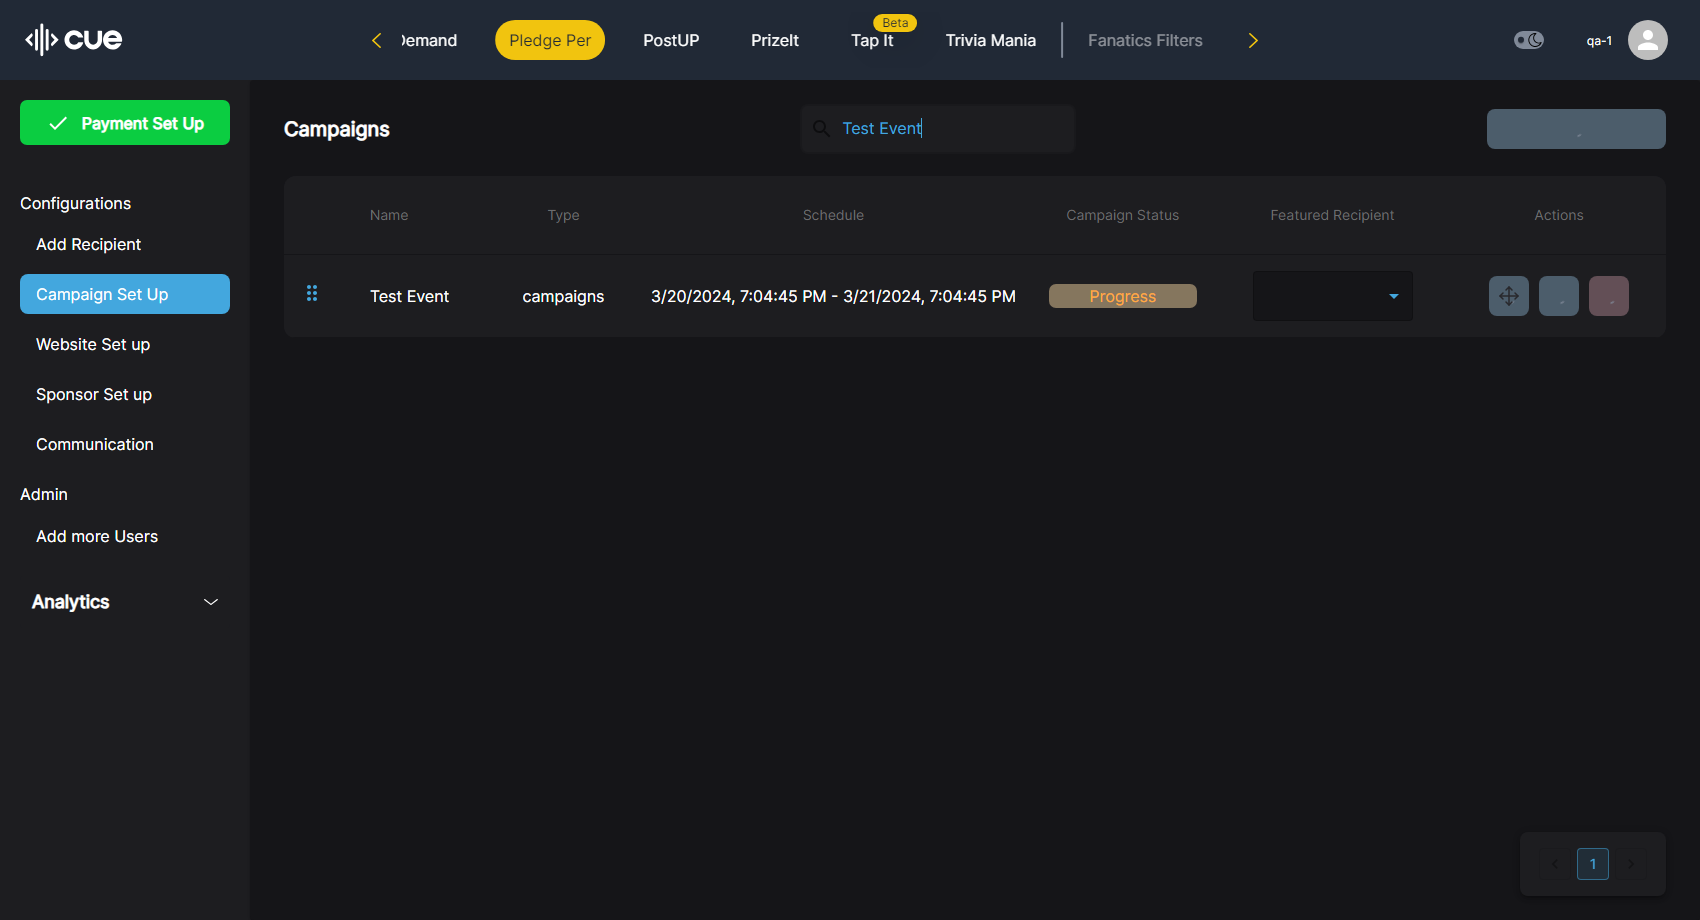 cue
Demand
Pledge Per
PostUP
PrizeIt
Beta
Tap It
Trivia Mania
Fanatics Filters
qa-1
Payment Set Up
Configurations
Add Recipient
Campaign Set Up
Website Set up
Sponsor Set up
Communication
Admin
Add more Users
Analytics
Campaigns
Test Event
Name Type Schedule Campaign Status Featured Recipient Actions
Test Event campaigns 3/20/2024, 7:04:45 PM - 3/21/2024, 7:04:45 PM Progress
1